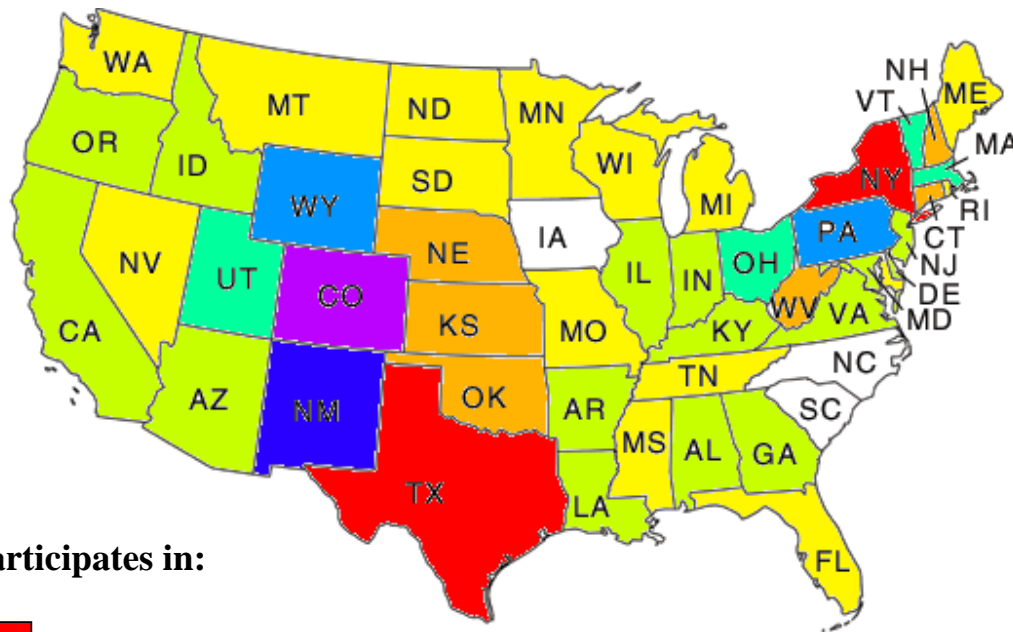 WA
MT
ND
MN
NH
VT
ME
MA
OR
ID
SD
WI
MI
NY
RI
WY
NE
IA
PA
CT
NV
UT
CO
IL
IN
OH
NJ
DE
MD
CA
KS
MO
KY
WV
VA
NC
AZ
NM
OK
AR
TN
SC
TX
MS
AL
GA
LA
FL
articipates in: